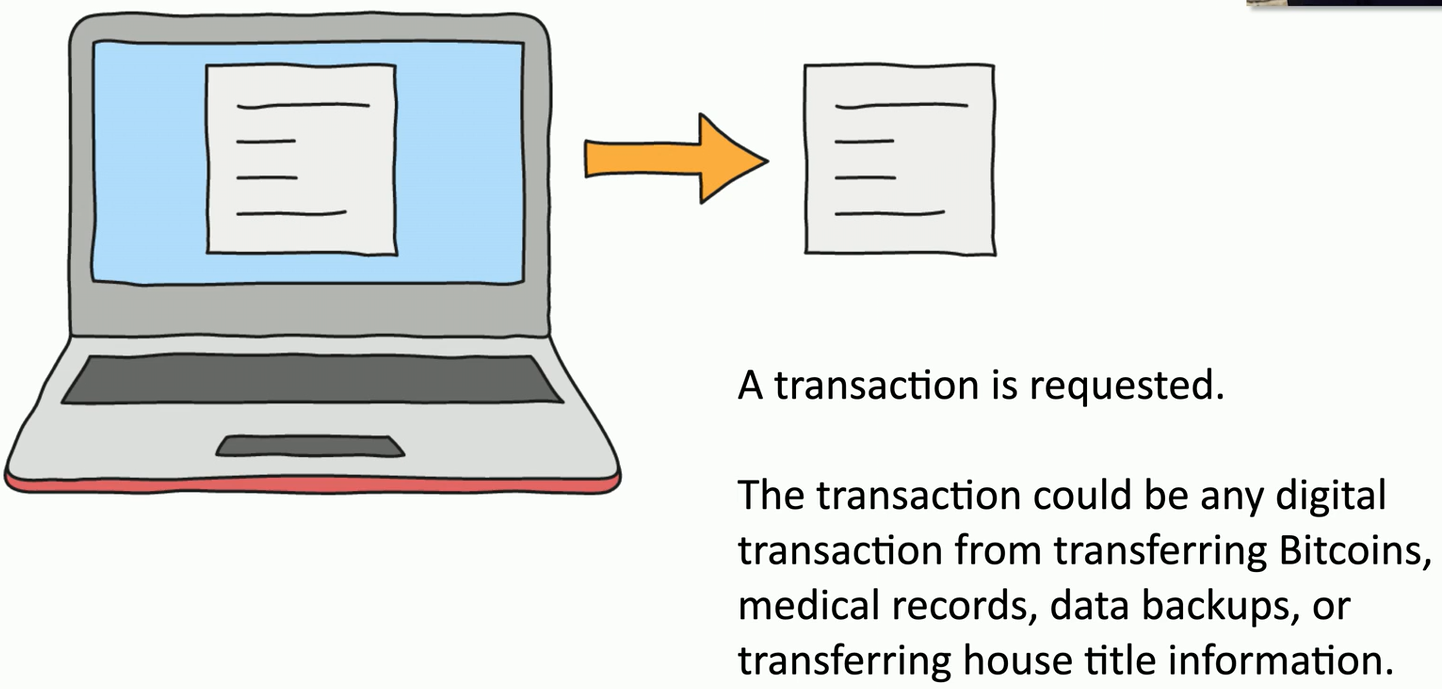 A transaction is requested.
The transaction could be any digital
transaction from transferring Bitcoins,
medical records, data backups, or
transferring house title information.